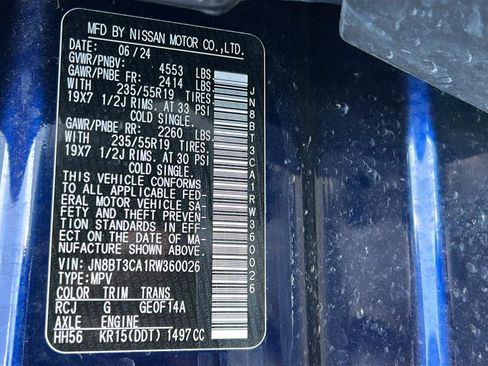 MFD BY NISSAN MOTOR CO.,LTD.
DATE: 06/24
GVWR/PNBV: 4553 LBS.
GAWR/PNBE FR: 2414 LBS.
WITH 235/55R19 TIRES.
19X7 1/2J RIMS. AT 33 PSI
COLD SINGLE.
GAWR/PNBE RR: 2260 LBS.
WITH 235/55R19 TIRES.
19X7 1/2J RIMS. AT 30 PSI
COLD SINGLE.
THIS VEHICLE CONFORMS
TO ALL APPLICABLE FED-
ERAL MOTOR VEHICLE SA-
FETY AND THEFT PREVEN-
TION STANDARDS IN EFF-
ECT ON THE DATE OF MA-
NUFACTURE SHOWN ABOVE.
VIN: JN8BT3CA1RW360026
TYPE:MPV
COLOR TRIM TRANS
RCJ G GE0F14A
AXLE ENGINE
HH56 KR15(DDT) 1497CC
JN8BT3CA1RW360026